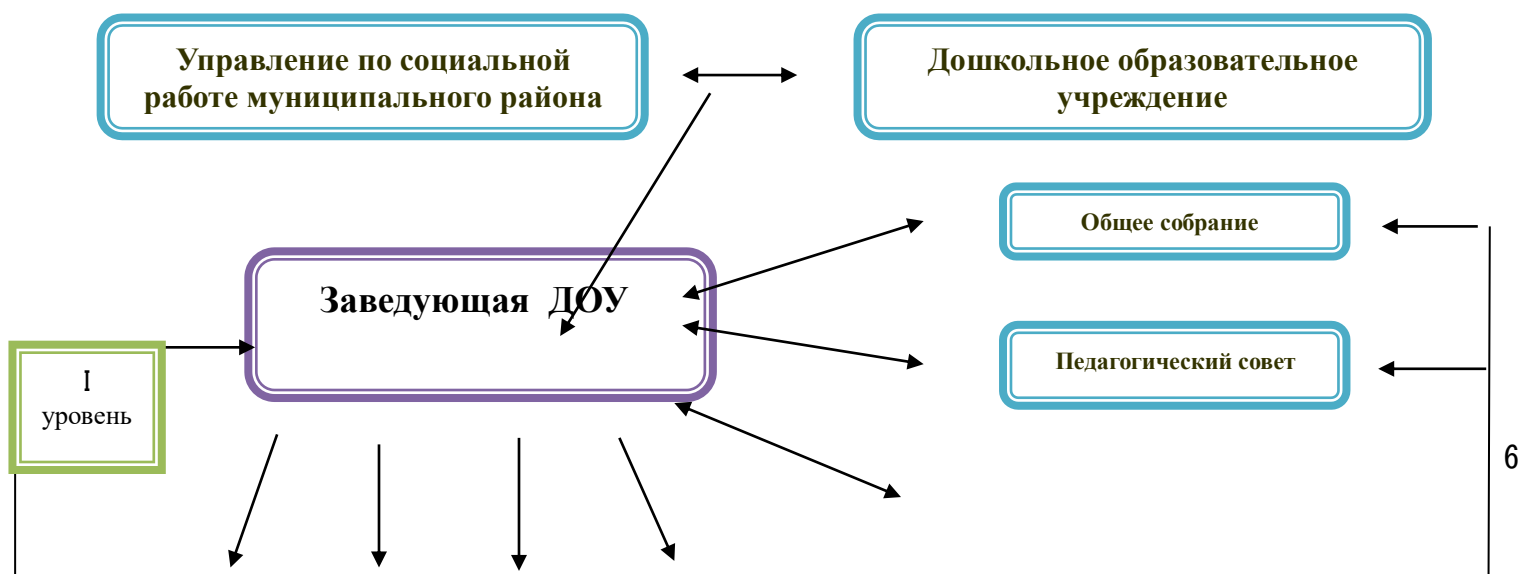 Управление по социальной
работе муниципального района
Дошкольное образовательное
учреждение
Общее собрание
Заведующая ДОУ
Педагогический совет
I
уровень
6